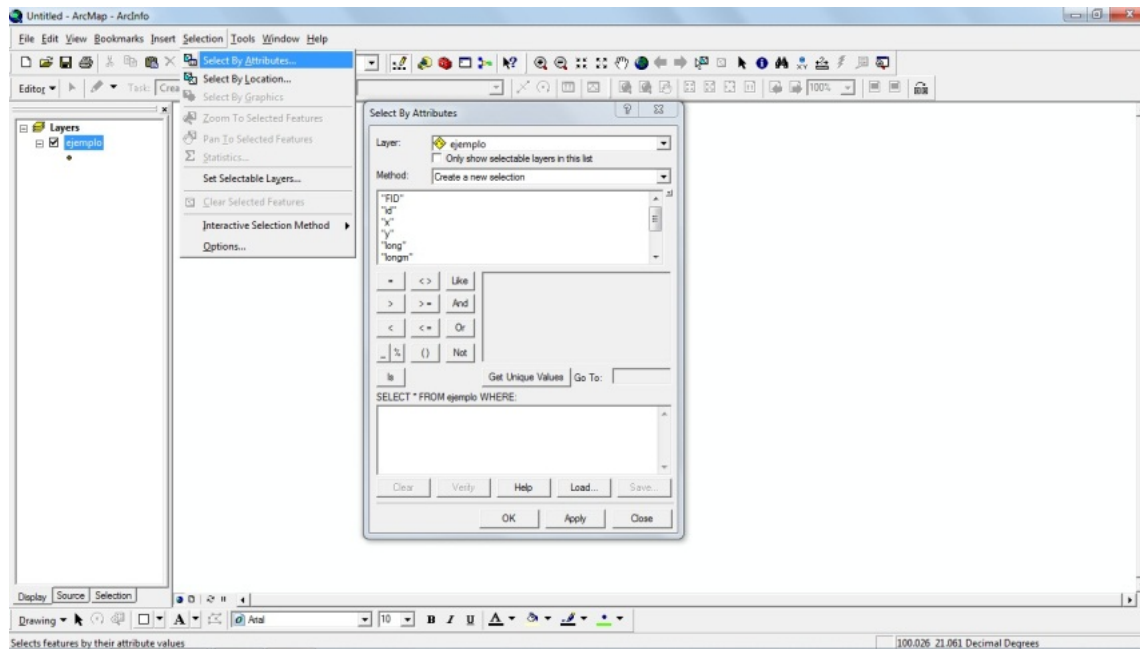 Untitled - ArcMap - ArcInfo
File Edit View Bookmarks Insert Selection Tools Window Help
Select By Attributes...
Select By Location...
Select By Graphics
Zoom To Selected Features
Pan To Selected Features
Statistics...
Set Selectable Layers...
Clear Selected Features
Interactive Selection Method
Options...
Editor Task: Crea
100%
Layers
ejemplo
Select By Attributes
Layer: ejemplo
Only show selectable layers in this list
Method: Create a new selection
"FID"
"id"
"x"
"y"
"long"
"longm"
= <> Like
> >= And
< <= Or
_ % () Not
Is Get Unique Values Go To:
SELECT * FROM ejemplo WHERE:
Clear Verify Help Load... Save...
OK Apply Close
Display Source Selection
Drawing A Arial 10 B I U A
Selects features by their attribute values
100.026 21.061 Decimal Degrees